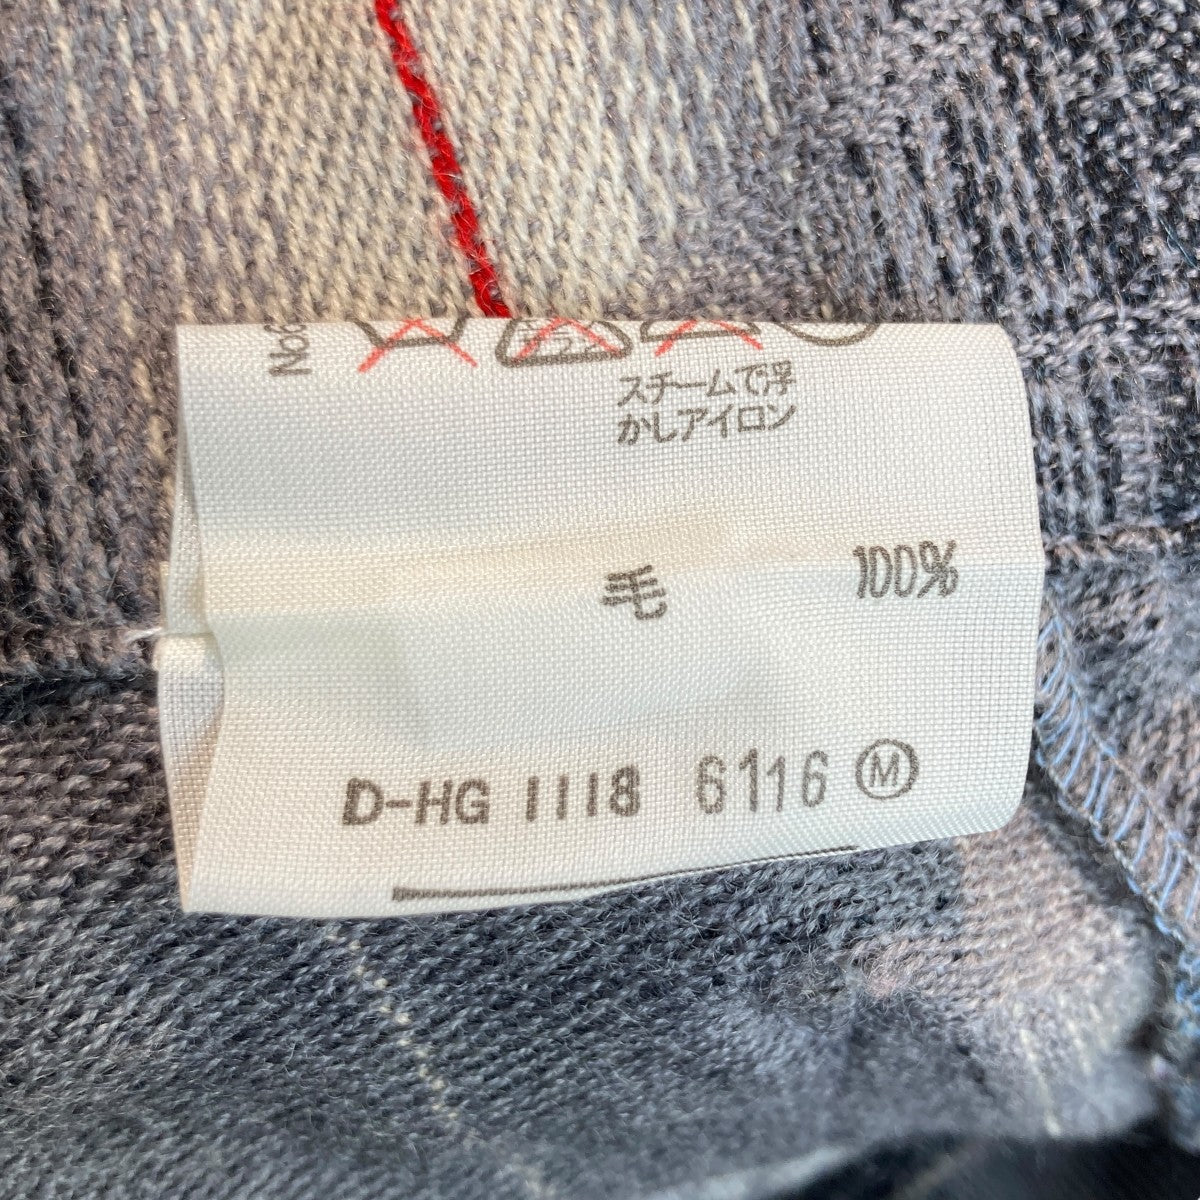 スチームで浮
かしアイロン
毛 100%
D-HG 1118 6116 M